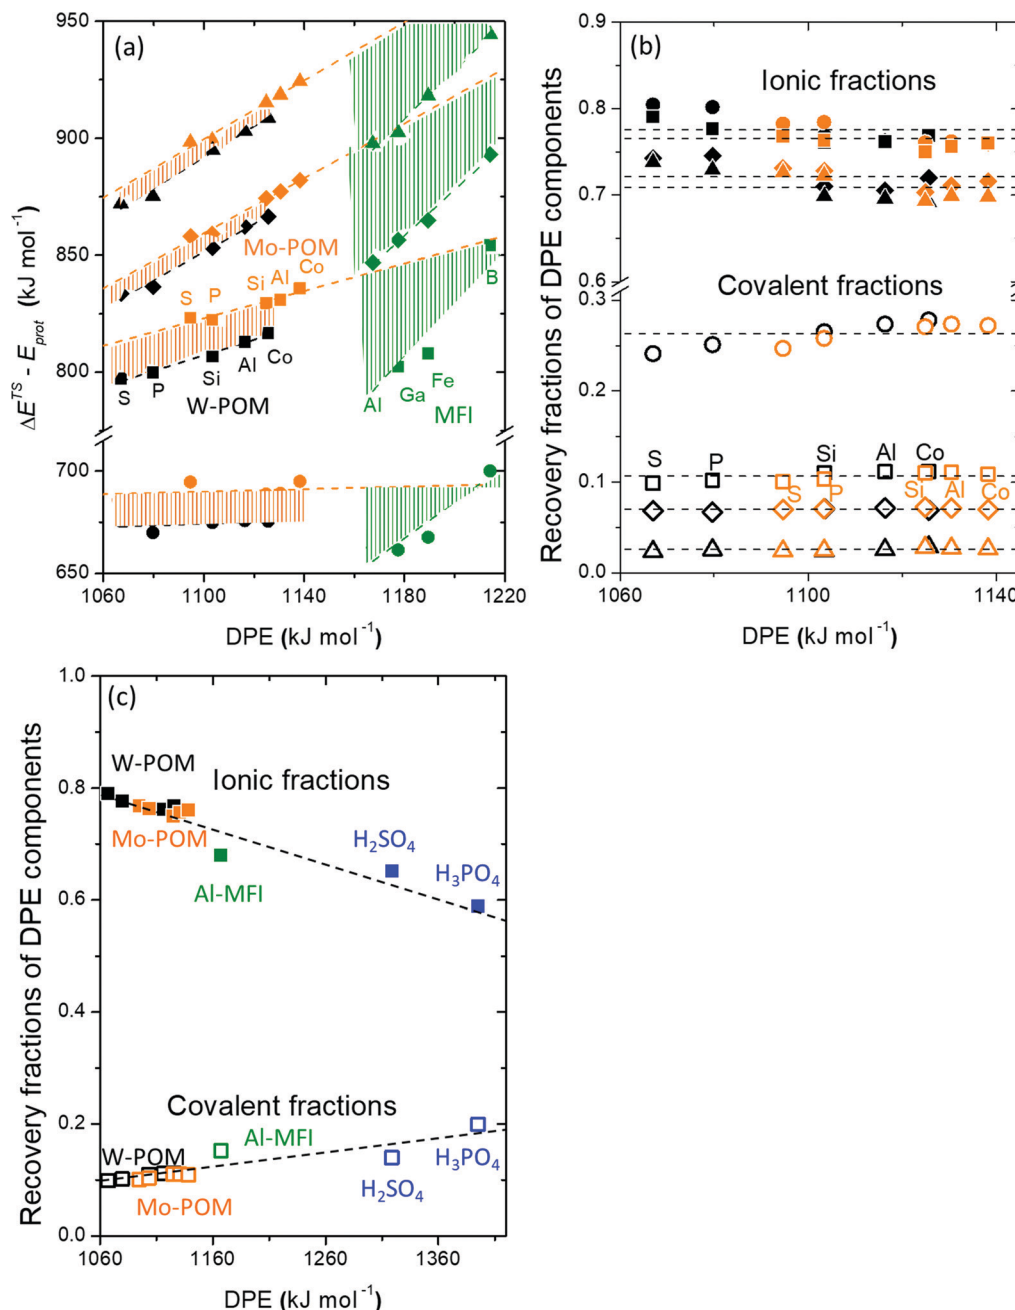 (a)
ΔE^TS - E_prot (kJ mol⁻¹)
950
900
850
800
700
650
1060
1100
1140
1180
1220
DPE (kJ mol⁻¹)
Mo-POM
S
P
Si
Al
Co
S
P
Si
Al
Co
W-POM
Al
Ga
Fe
B
MFI
(b)
Recovery fractions of DPE components
0.9
0.8
0.7
0.6
0.3
0.2
0.1
0.0
1060
1100
1140
DPE (kJ mol⁻¹)
Ionic fractions
Covalent fractions
S
P
Si
Al
Co
S
P
Si
Al
Co
(c)
Recovery fractions of DPE components
1.0
0.8
0.6
0.4
0.2
0.0
1060
1160
1260
1360
DPE (kJ mol⁻¹)
W-POM
Ionic fractions
Mo-POM
Al-MFI
H₂SO₄
H₃PO₄
Covalent fractions
W-POM
Al-MFI
Mo-POM
H₂SO₄
H₃PO₄